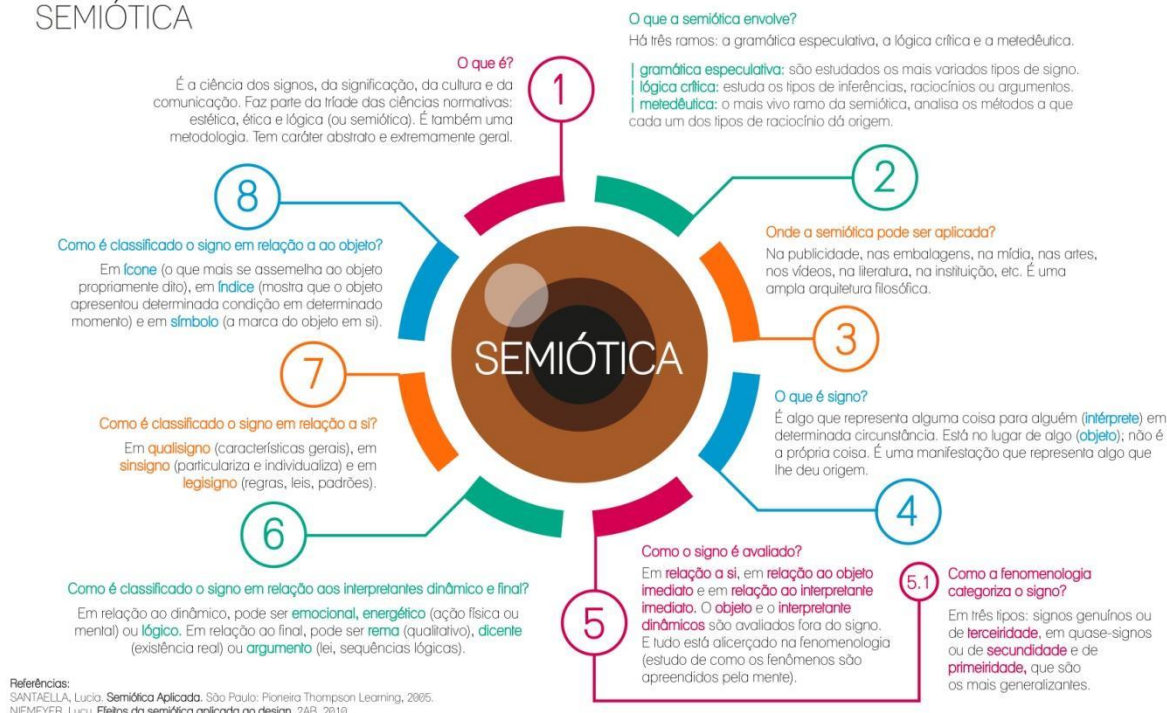 SEMIÓTICA
1
O que é?
É a ciência dos signos, da significação, da cultura e da
comunicação. Faz parte da tríade das ciências normativas:
estética, ética e lógica (ou semiótica). É também uma
metodologia. Tem caráter abstrato e extremamente geral.
2
O que a semiótica envolve?
Há três ramos: a gramática especulativa, a lógica crítica e a metedêutica.
| gramática especulativa: são estudados os mais variados tipos de signo.
| lógica crítica: estuda os tipos de inferências, raciocínios ou argumentos.
| metedêutica: o mais vivo ramo da semiótica, analisa os métodos a que
cada um dos tipos de raciocínio dá origem.
3
Onde a semiótica pode ser aplicada?
Na publicidade, nas embalagens, na mídia, nas artes,
nos vídeos, na literatura, na instituição, etc. É uma
ampla arquitetura filosófica.
SEMIÓTICA
4
O que é signo?
É algo que representa alguma coisa para alguém (intérprete) em
determinada circunstância. Está no lugar de algo (objeto); não é
a própria coisa. É uma manifestação que representa algo que
lhe deu origem.
5
Como o signo é avaliado?
Em relação a si, em relação ao objeto
imediato e em relação ao interpretante
imediato. O objeto e o interpretante
dinâmicos são avaliados fora do signo.
E tudo está alicerçado na fenomenologia
(estudo de como os fenômenos são
apreendidos pela mente).
5.1
Como a fenomenologia
categoriza o signo?
Em três tipos: signos genuínos ou
de terceiridade, em quase-signos
ou de secundidade e de
primeiridade, que são
os mais generalizantes.
6
Como é classificado o signo em relação aos interpretantes dinâmico e final?
Em relação ao dinâmico, pode ser emocional, energético (ação física ou
mental) ou lógico. Em relação ao final, pode ser rema (qualitativo), dicente
(existência real) ou argumento (lei, sequências lógicas).
7
Como é classificado o signo em relação a si?
Em qualisigno (características gerais), em
sinsigno (particulariza e individualiza) e em
legisigno (regras, leis, padrões).
8
Como é classificado o signo em relação a ao objeto?
Em ícone (o que mais se assemelha ao objeto
propriamente dito), em índice (mostra que o objeto
apresentou determinada condição em determinado
momento) e em símbolo (a marca do objeto em si).
Referências:
SANTAELLA, Lucia. Semiótica Aplicada. São Paulo: Pioneira Thompson Learning, 2005.
NIEMEYER, Lucy. Efeitos da semiótica aplicada ao design. 2AB, 2010.